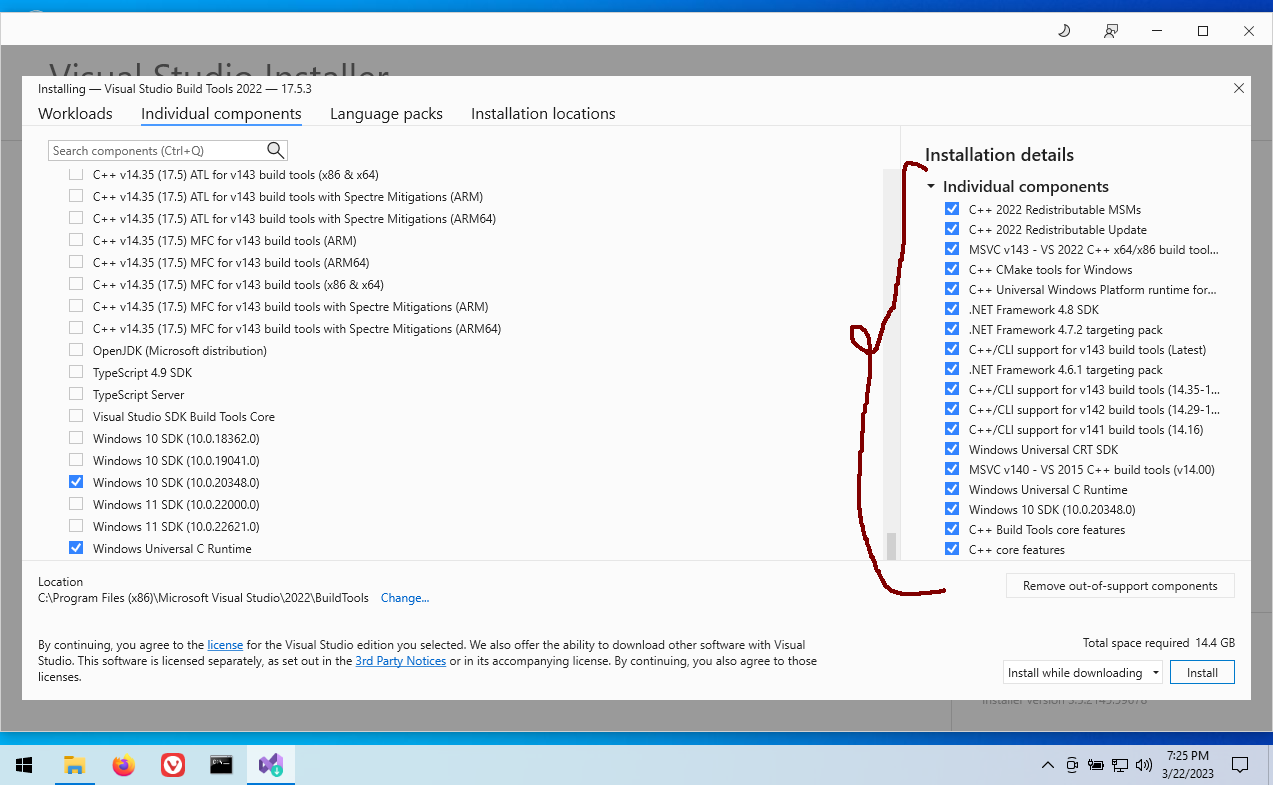 Visual Studio Installer
Installing — Visual Studio Build Tools 2022 — 17.5.3
Workloads Individual components Language packs Installation locations
Search components (Ctrl+Q)
C++ v14.35 (17.5) ATL for v143 build tools (x86 & x64)
C++ v14.35 (17.5) ATL for v143 build tools with Spectre Mitigations (ARM)
C++ v14.35 (17.5) ATL for v143 build tools with Spectre Mitigations (ARM64)
C++ v14.35 (17.5) MFC for v143 build tools (ARM)
C++ v14.35 (17.5) MFC for v143 build tools (ARM64)
C++ v14.35 (17.5) MFC for v143 build tools (x86 & x64)
C++ v14.35 (17.5) MFC for v143 build tools with Spectre Mitigations (ARM)
C++ v14.35 (17.5) MFC for v143 build tools with Spectre Mitigations (ARM64)
OpenJDK (Microsoft distribution)
TypeScript 4.9 SDK
TypeScript Server
Visual Studio SDK Build Tools Core
Windows 10 SDK (10.0.18362.0)
Windows 10 SDK (10.0.19041.0)
Windows 10 SDK (10.0.20348.0)
Windows 11 SDK (10.0.22000.0)
Windows 11 SDK (10.0.22621.0)
Windows Universal C Runtime
Installation details
Individual components
C++ 2022 Redistributable MSMs
C++ 2022 Redistributable Update
MSVC v143 - VS 2022 C++ x64/x86 build tool...
C++ CMake tools for Windows
C++ Universal Windows Platform runtime for...
.NET Framework 4.8 SDK
.NET Framework 4.7.2 targeting pack
C++/CLI support for v143 build tools (Latest)
.NET Framework 4.6.1 targeting pack
C++/CLI support for v143 build tools (14.35-1...
C++/CLI support for v142 build tools (14.29-1...
C++/CLI support for v141 build tools (14.16)
Windows Universal CRT SDK
MSVC v140 - VS 2015 C++ build tools (v14.00)
Windows Universal C Runtime
Windows 10 SDK (10.0.20348.0)
C++ Build Tools core features
C++ core features
Location
C:\Program Files (x86)\Microsoft Visual Studio\2022\BuildTools Change...
Remove out-of-support components
By continuing, you agree to the license for the Visual Studio edition you selected. We also offer the ability to download other software with Visual
Studio. This software is licensed separately, as set out in the 3rd Party Notices or in its accompanying license. By continuing, you also agree to those
licenses.
Total space required 14.4 GB
Install while downloading Install
7:25 PM
3/22/2023